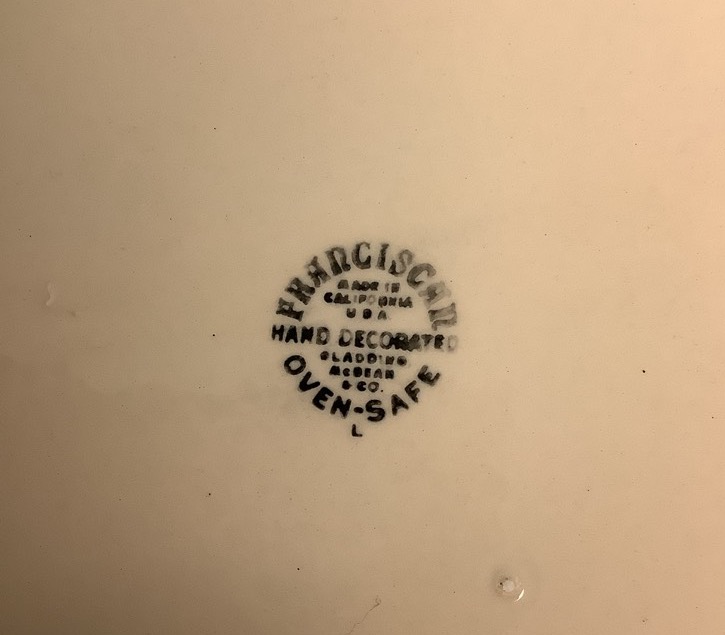 FRANCISCAN
MADE IN
CALIFORNIA
U S A
HAND DECORATED
GLADDING
McBEAN
& CO.
OVEN-SAFE
L